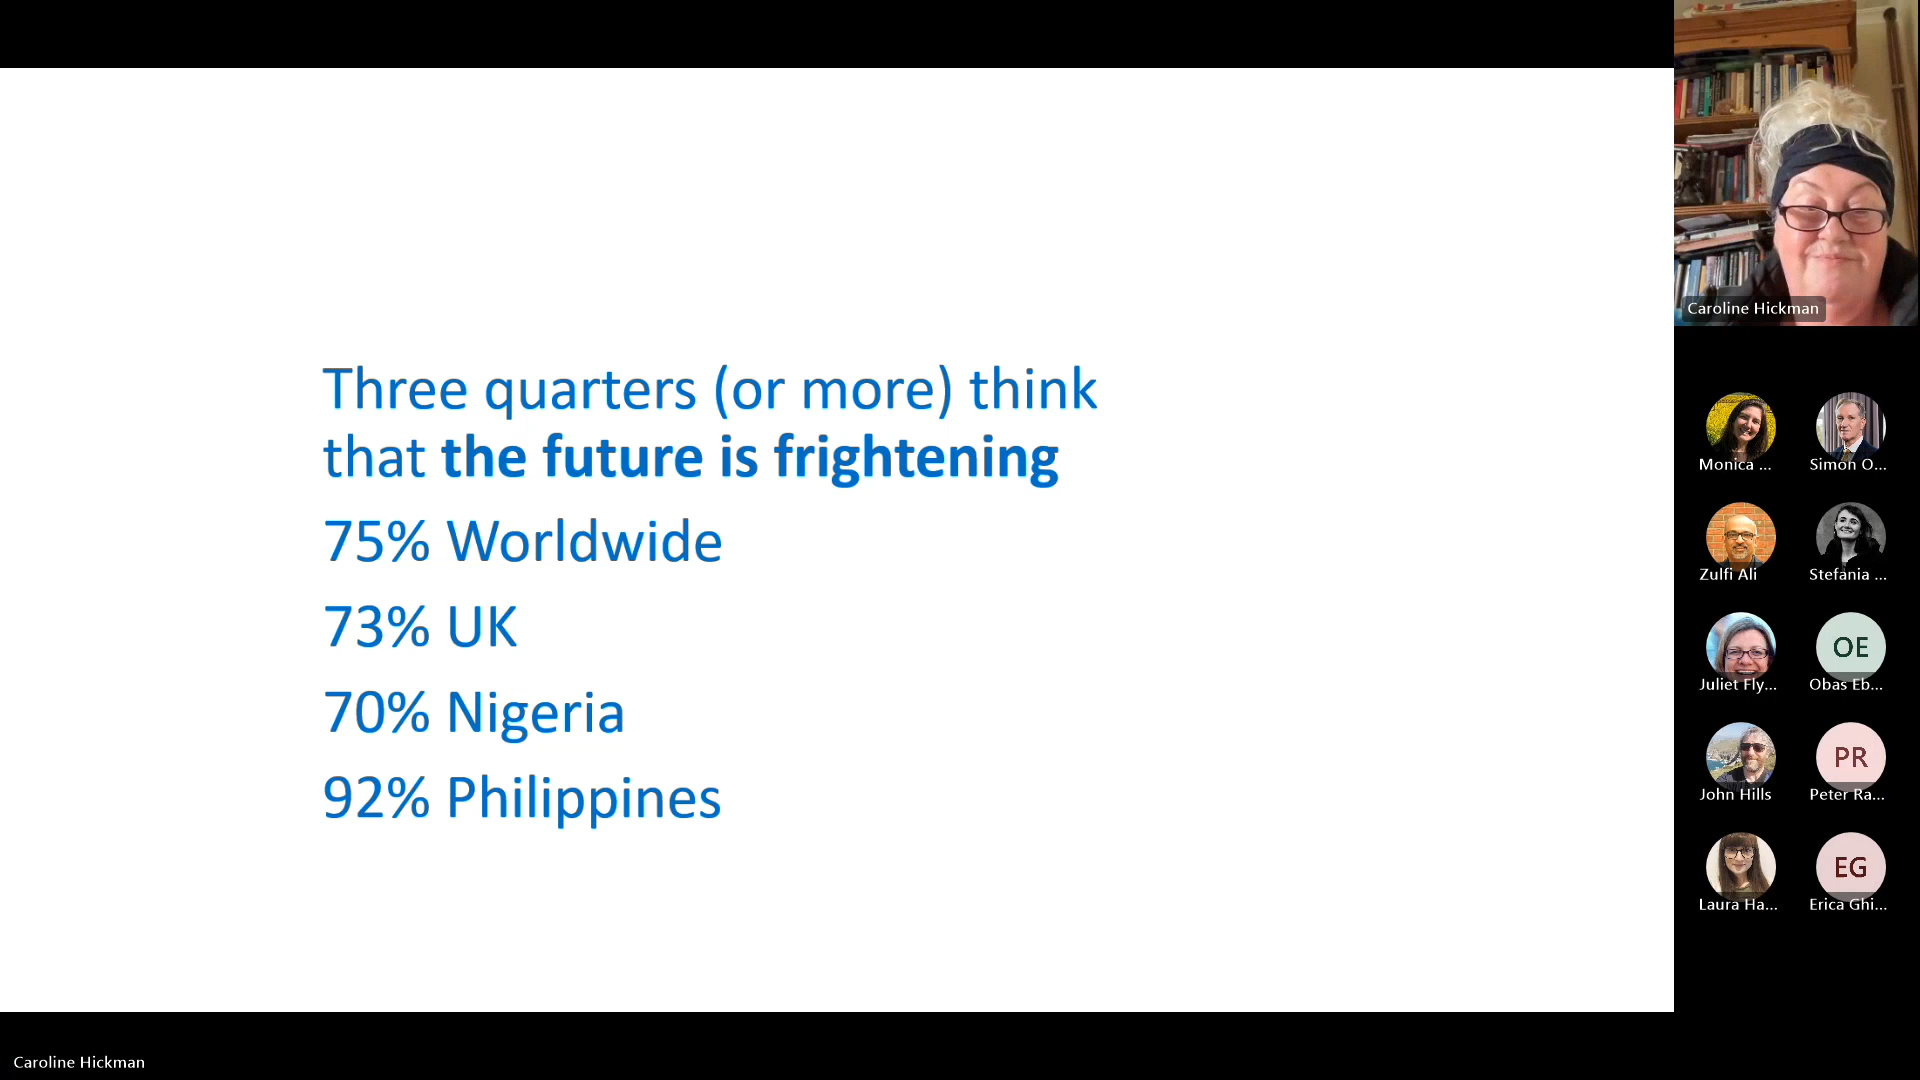 Three quarters (or more) think
that the future is frightening
75% Worldwide
73% UK
70% Nigeria
92% Philippines
Caroline Hickman
Monica ...
Simon O...
Zulfi Ali
Stefania ...
Juliet Fly...
OE
Obas Eb...
John Hills
PR
Peter Ra...
Laura Ha...
EG
Erica Ghi...
Caroline Hickman